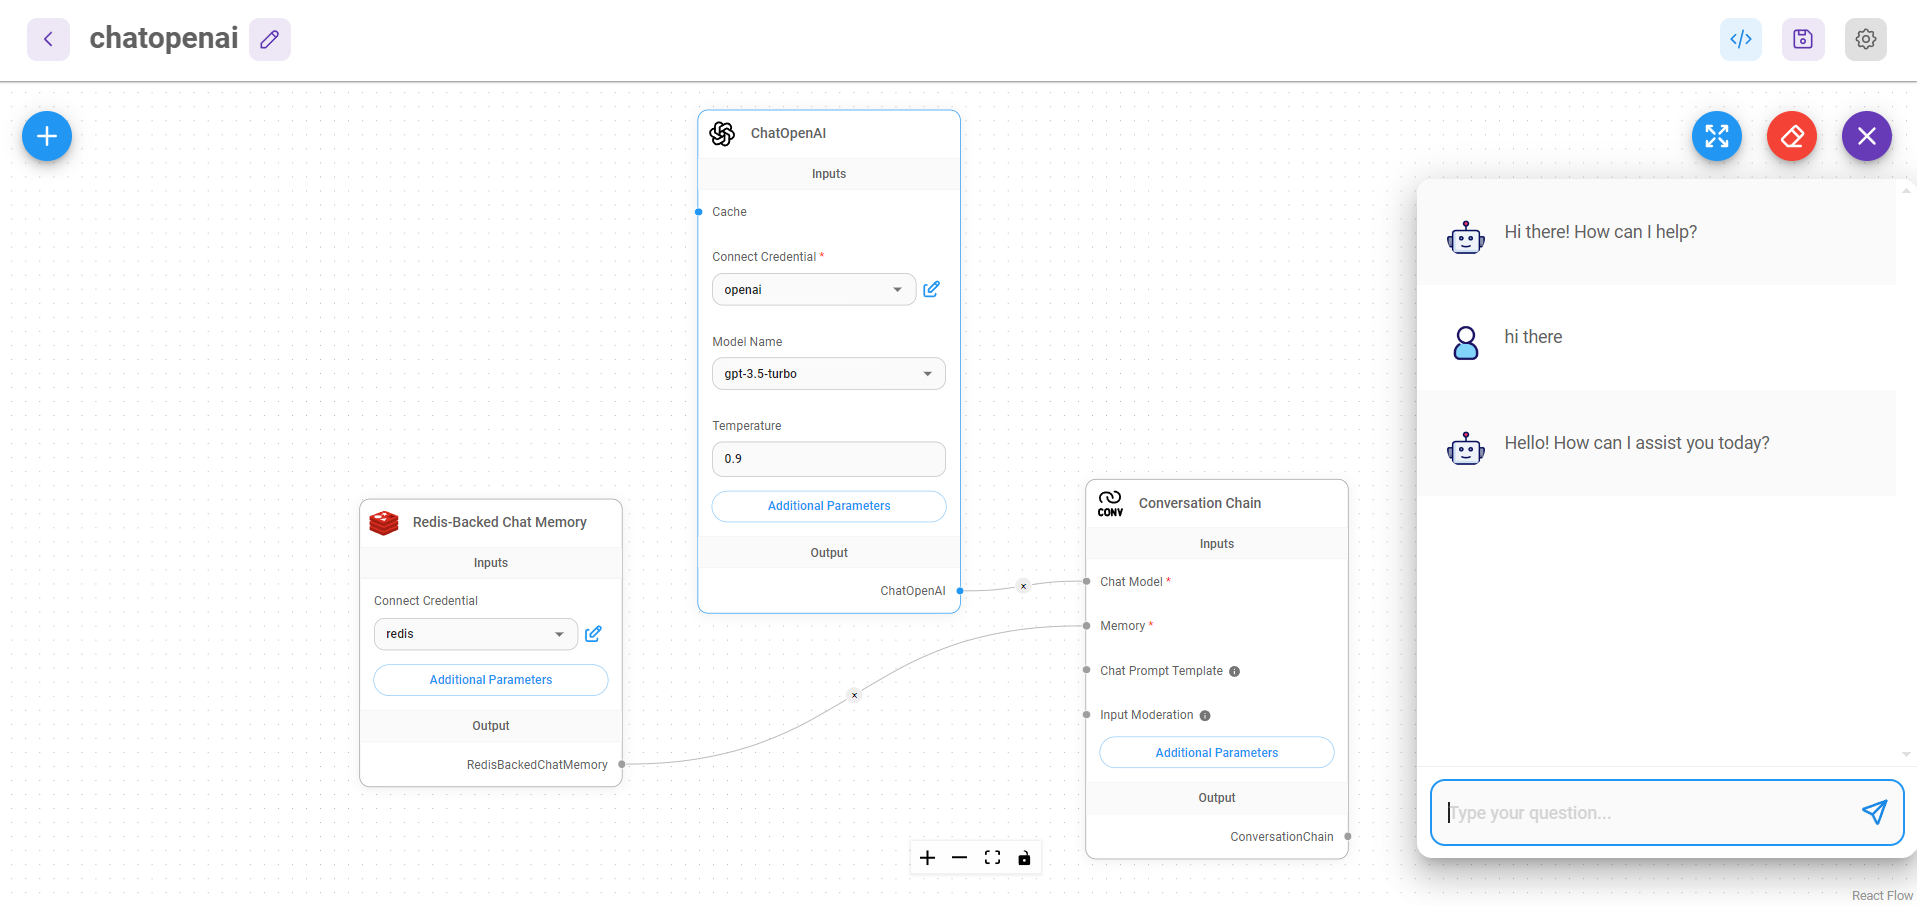 chatopenai
ChatOpenAI
Inputs
Cache
Connect Credential *
openai
Model Name
gpt-3.5-turbo
Temperature
0.9
Additional Parameters
Output
ChatOpenAI
Redis-Backed Chat Memory
Inputs
Connect Credential
redis
Additional Parameters
Output
RedisBackedChatMemory
CONV
Conversation Chain
Inputs
Chat Model *
Memory *
Chat Prompt Template
Input Moderation
Additional Parameters
Output
ConversationChain
Hi there! How can I help?
hi there
Hello! How can I assist you today?
Type your question...
React Flow